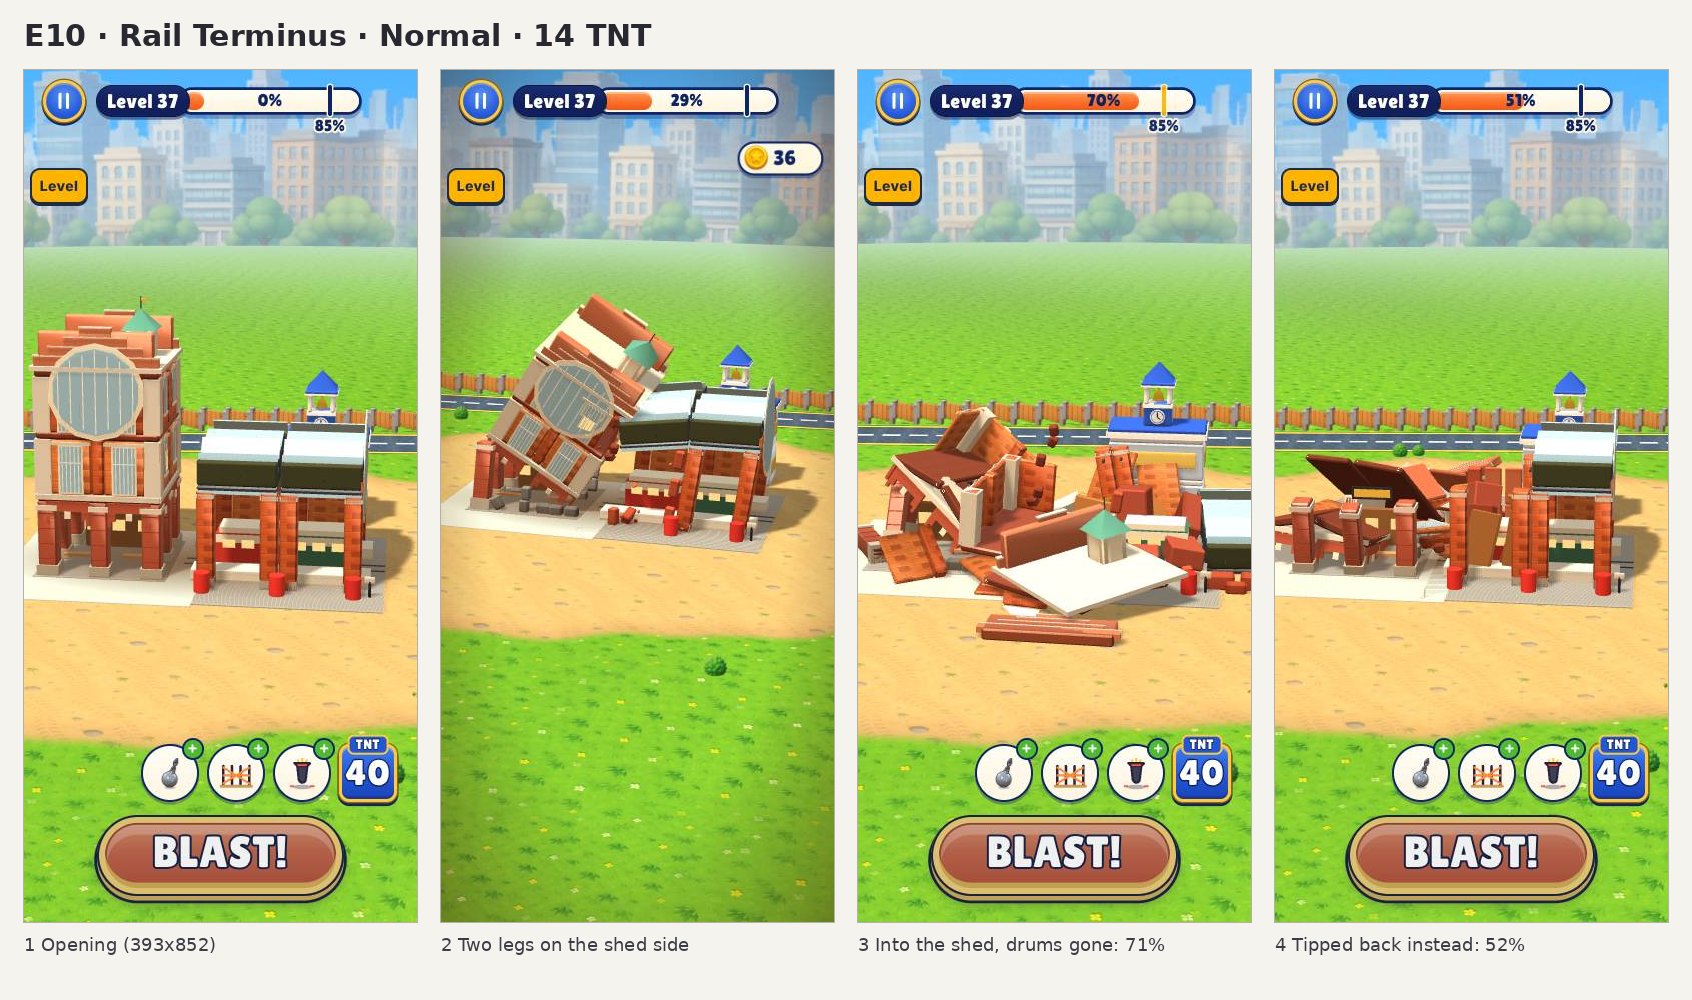 E10 · Rail Terminus · Normal · 14 TNT
Level 37
0%
85%
Level
TNT
40
BLAST!
1 Opening (393x852)
Level 37
29%
36
Level
2 Two legs on the shed side
Level 37
70%
85%
Level
TNT
40
BLAST!
3 Into the shed, drums gone: 71%
Level 37
51%
85%
Level
TNT
40
BLAST!
4 Tipped back instead: 52%